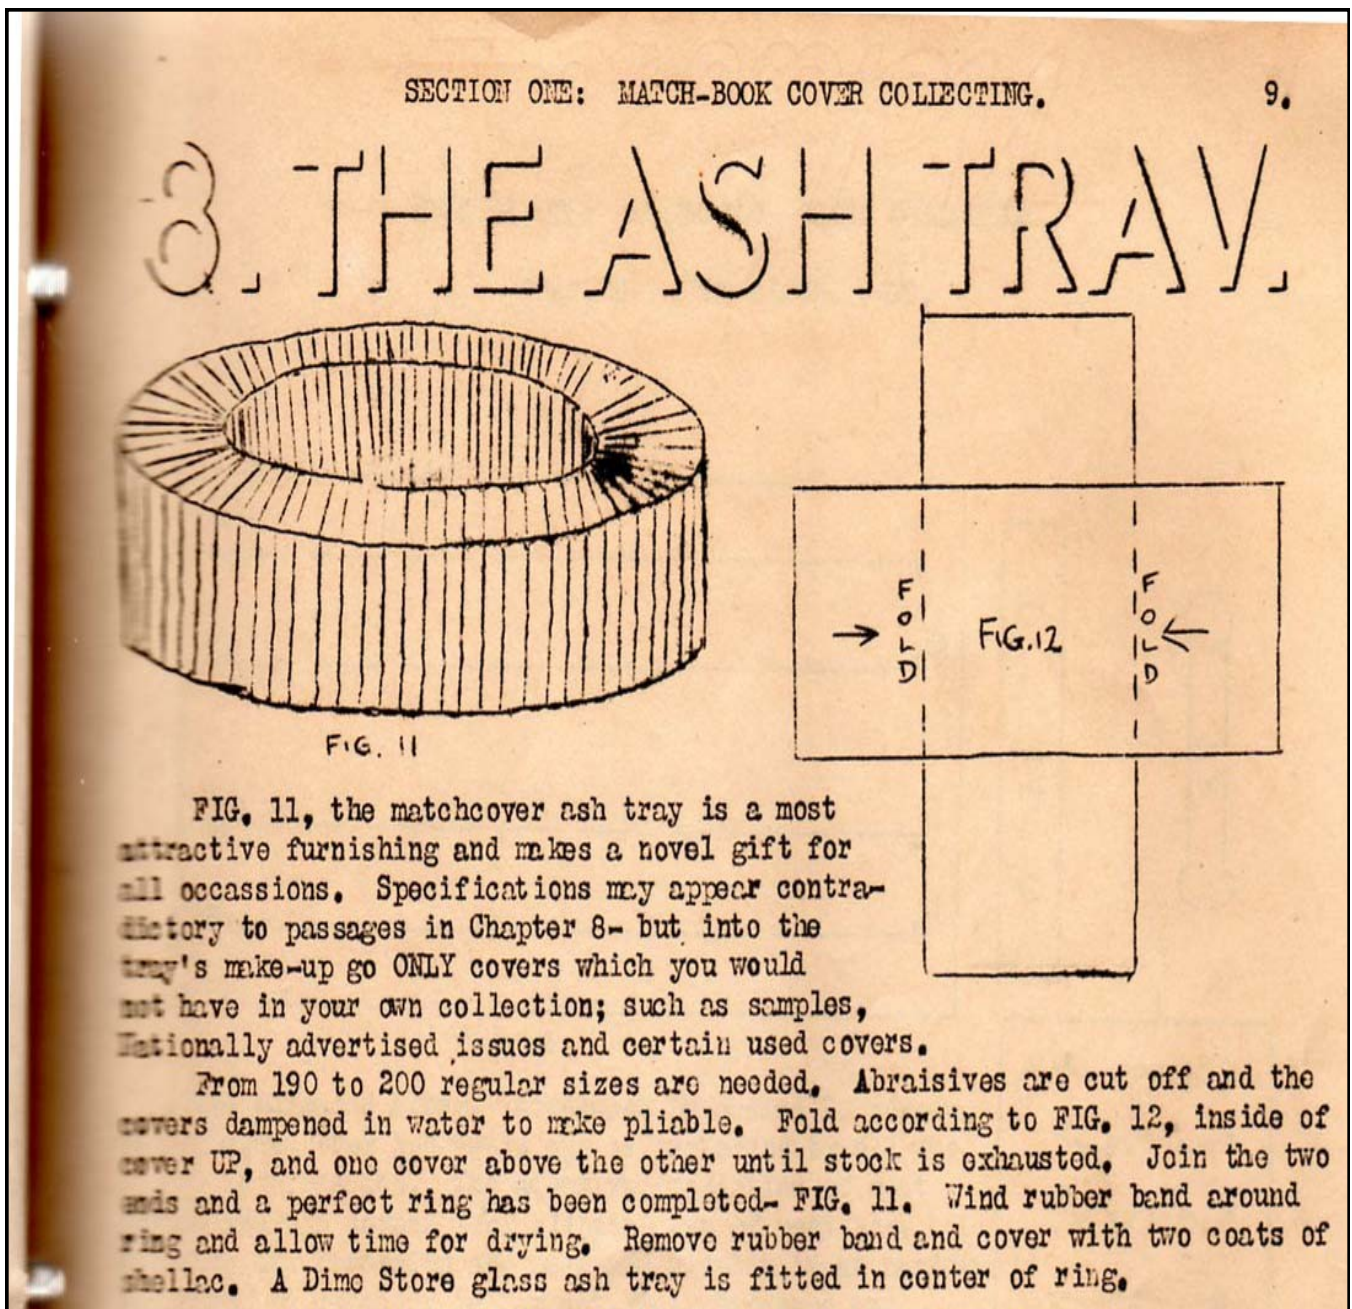 SECTION ONE: MATCH-BOOK COVER COLLECTING. 9.
8. THE ASH TRAY.
FOLD
FIG.12
FOLD
FIG. 11
FIG. 11, the matchcover ash tray is a most
attractive furnishing and makes a novel gift for
all occassions. Specifications may appear contra-
dictory to passages in Chapter 8- but into the
tray's make-up go ONLY covers which you would
not have in your own collection; such as samples,
Nationally advertised issues and certain used covers.
From 190 to 200 regular sizes are needed. Abraisives are cut off and the
covers dampened in water to make pliable. Fold according to FIG. 12, inside of
cover UP, and one cover above the other until stock is exhausted. Join the two
ends and a perfect ring has been completed- FIG. 11. Wind rubber band around
ring and allow time for drying. Remove rubber band and cover with two coats of
shellac. A Dime Store glass ash tray is fitted in center of ring.